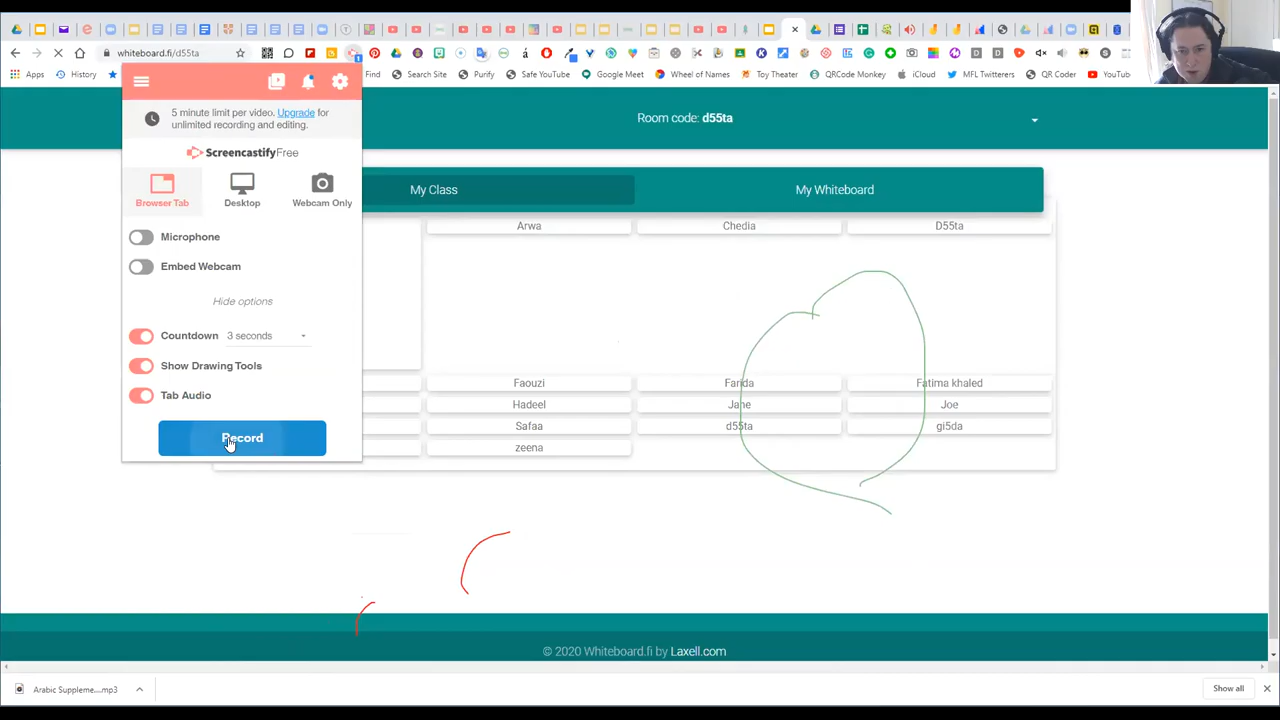 whiteboard.fi/d55ta
Apps
History
Find
Search Site
Purify
Safe YouTube
Google Meet
Wheel of Names
Toy Theater
QRCode Monkey
iCloud
MFL Twitterers
QR Coder
YouTub
5 minute limit per video. Upgrade for
unlimited recording and editing.
Screencastify Free
Browser Tab
Desktop
Webcam Only
Microphone
Embed Webcam
Hide options
Countdown 3 seconds
Show Drawing Tools
Tab Audio
Record
Room code: d55ta
My Class
My Whiteboard
Arwa
Chedia
D55ta
Faouzi
Farida
Fatima khaled
Hadeel
Jane
Joe
Safaa
d55ta
gi5da
zeena
© 2020 Whiteboard.fi by Laxell.com
Arabic Suppleme....mp3
Show all